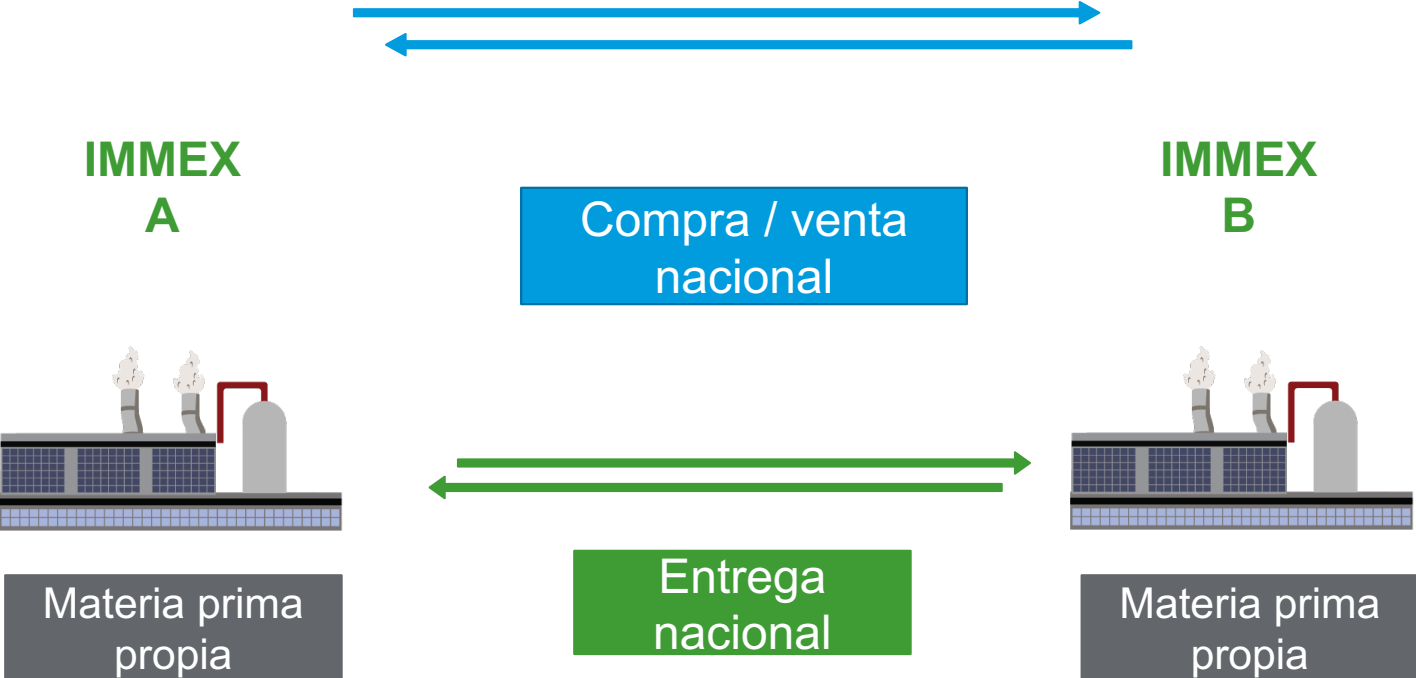 IMMEX
A
IMMEX
B
Compra / venta
nacional
Entrega
nacional
Materia prima
propia
Materia prima
propia